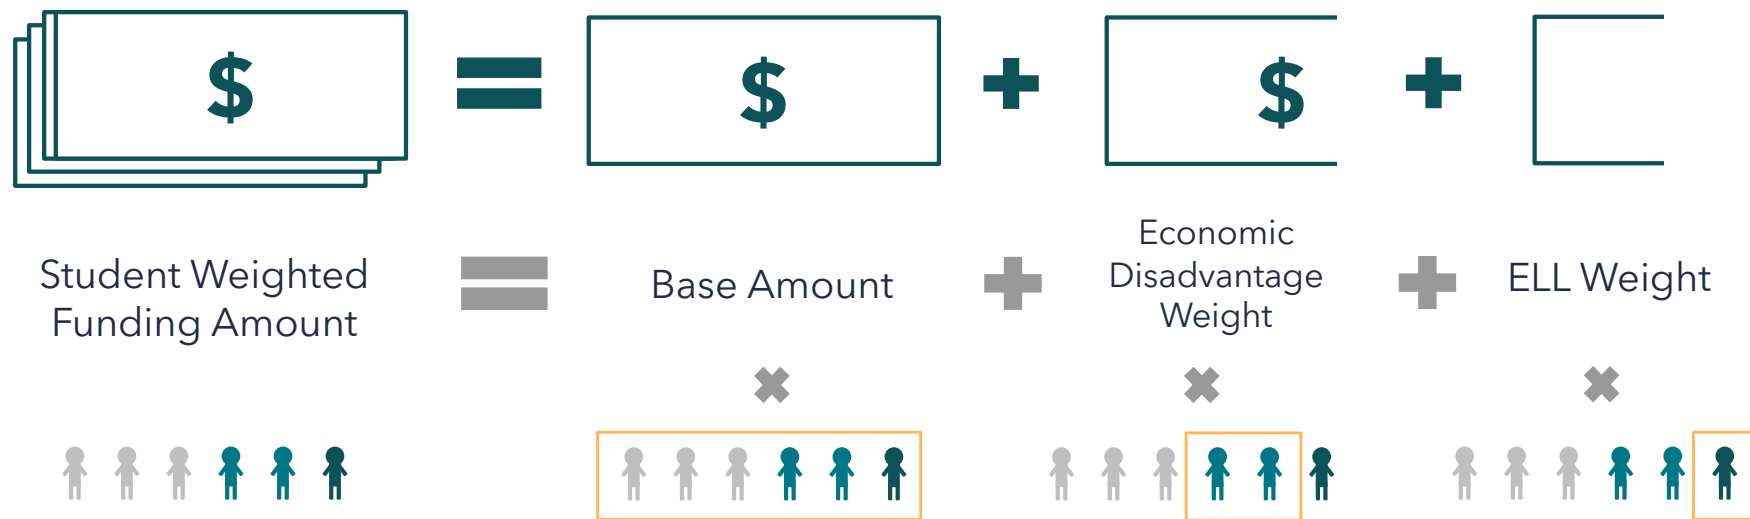 $ = $ + $ +
Student Weighted
Funding Amount
=
Base Amount
+
Economic
Disadvantage
Weight
+
ELL Weight
× × ×